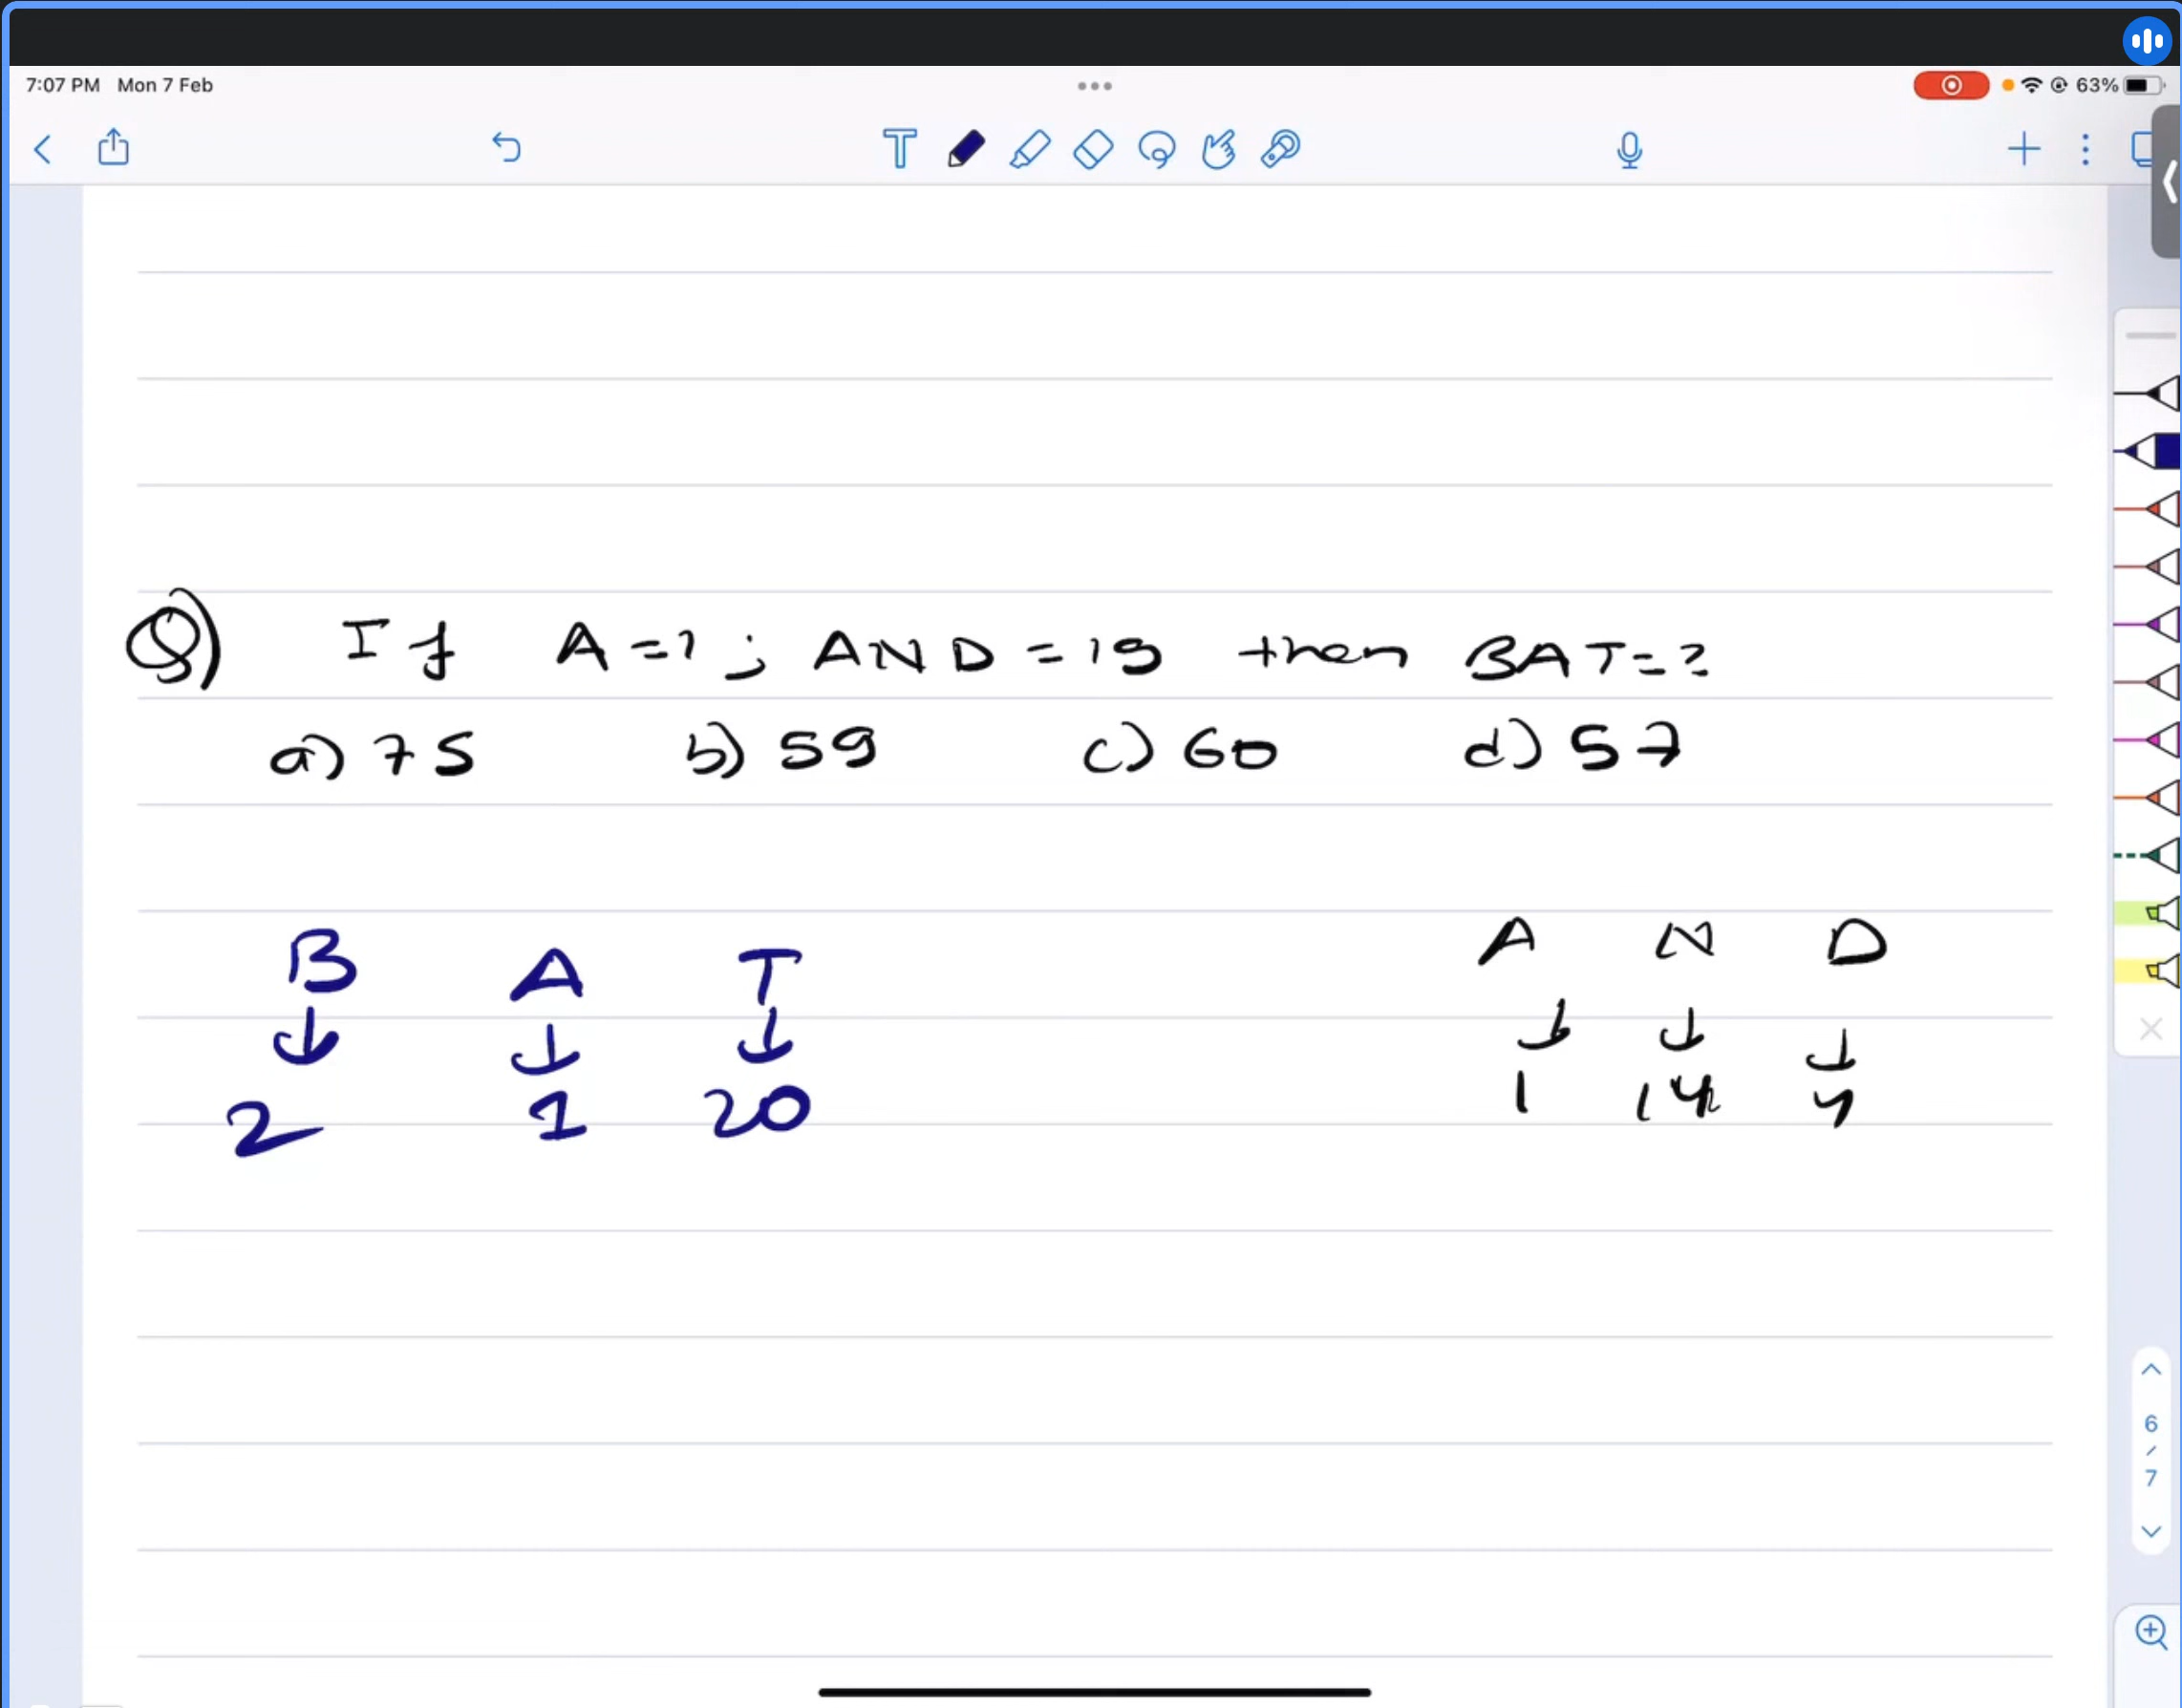 7:07 PM Mon 7 Feb 63%
Q) If A = 1 ; AND = 19 then BAT = ?
a) 75 b) 59 c) 60 d) 57
B A T A N D
2 1 20 1 14 4
6
/
7